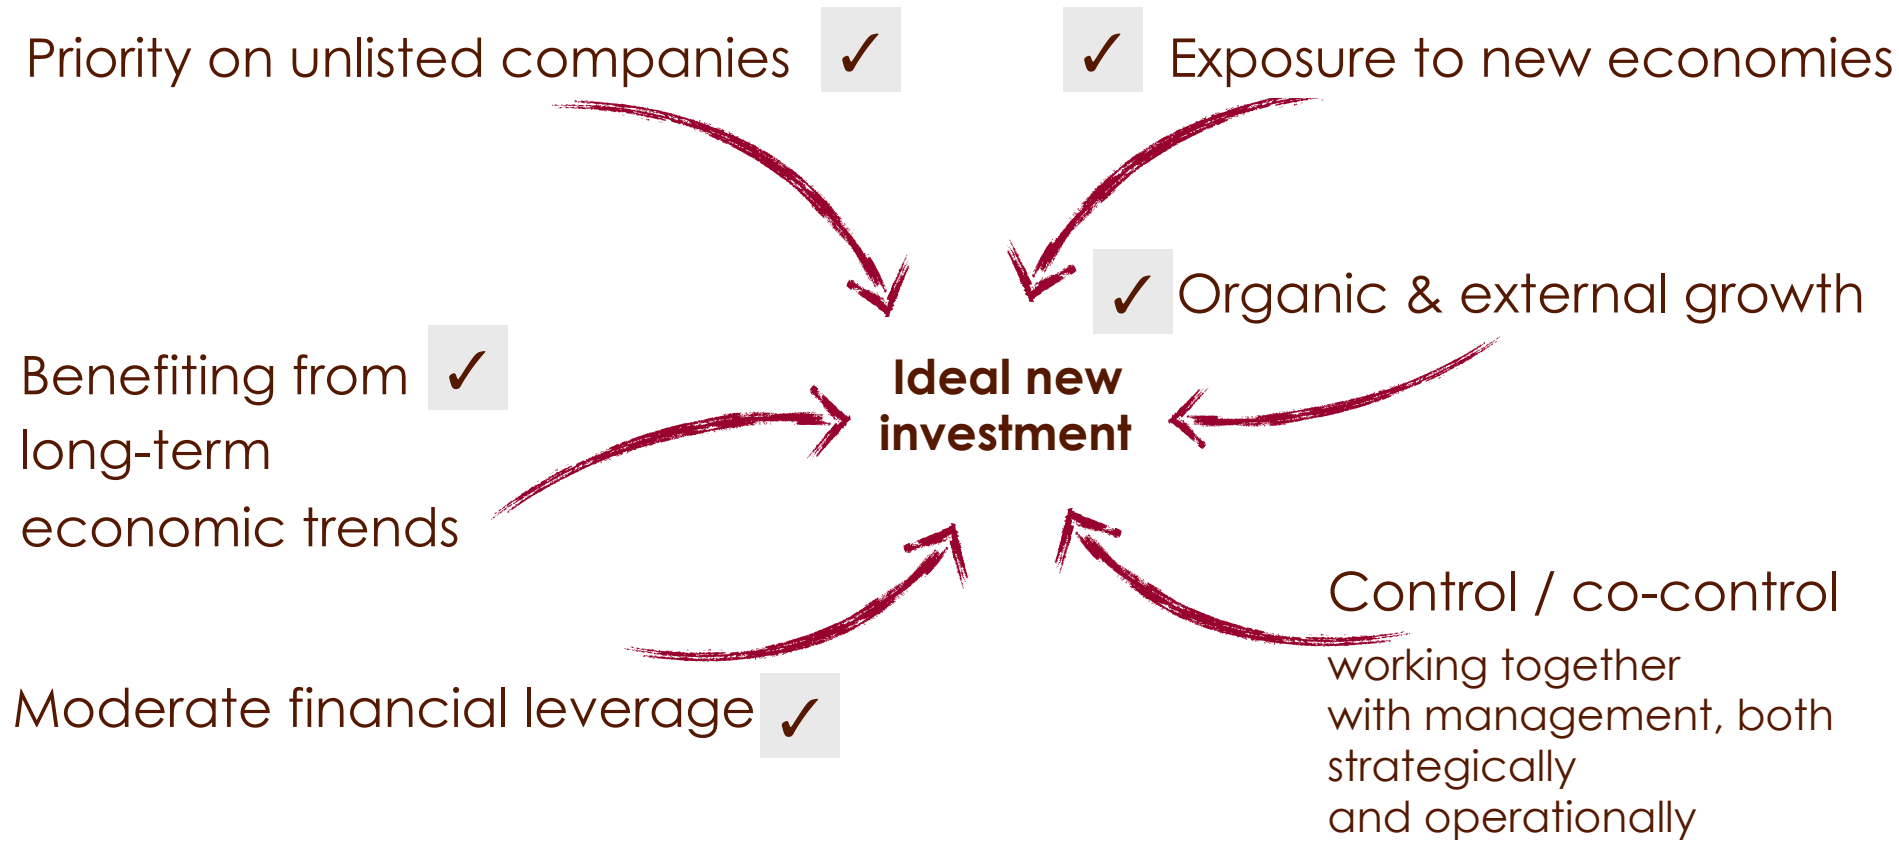 Priority on unlisted companies ✓
✓ Exposure to new economies
✓ Organic & external growth
Benefiting from ✓
long-term
economic trends
Ideal new
investment
Moderate financial leverage ✓
Control / co-control
working together
with management, both
strategically
and operationally